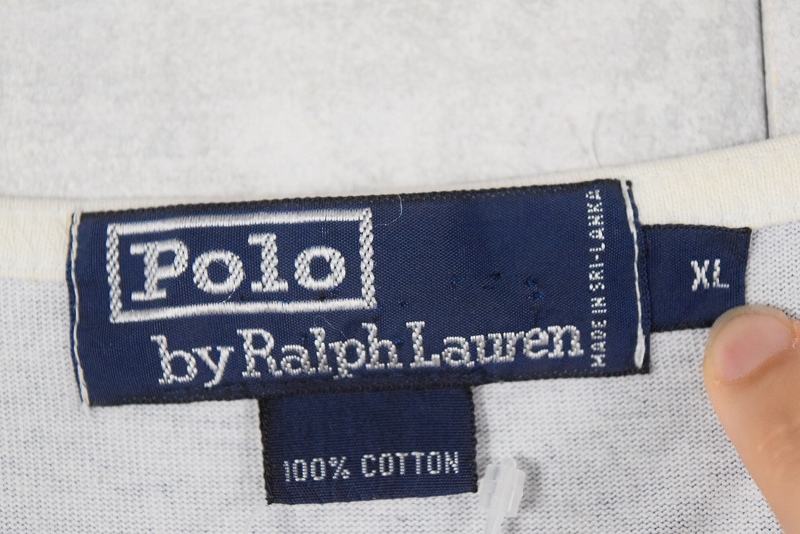 Polo
by Ralph Lauren
MADE IN SRI-LANKA
XL
100% COTTON